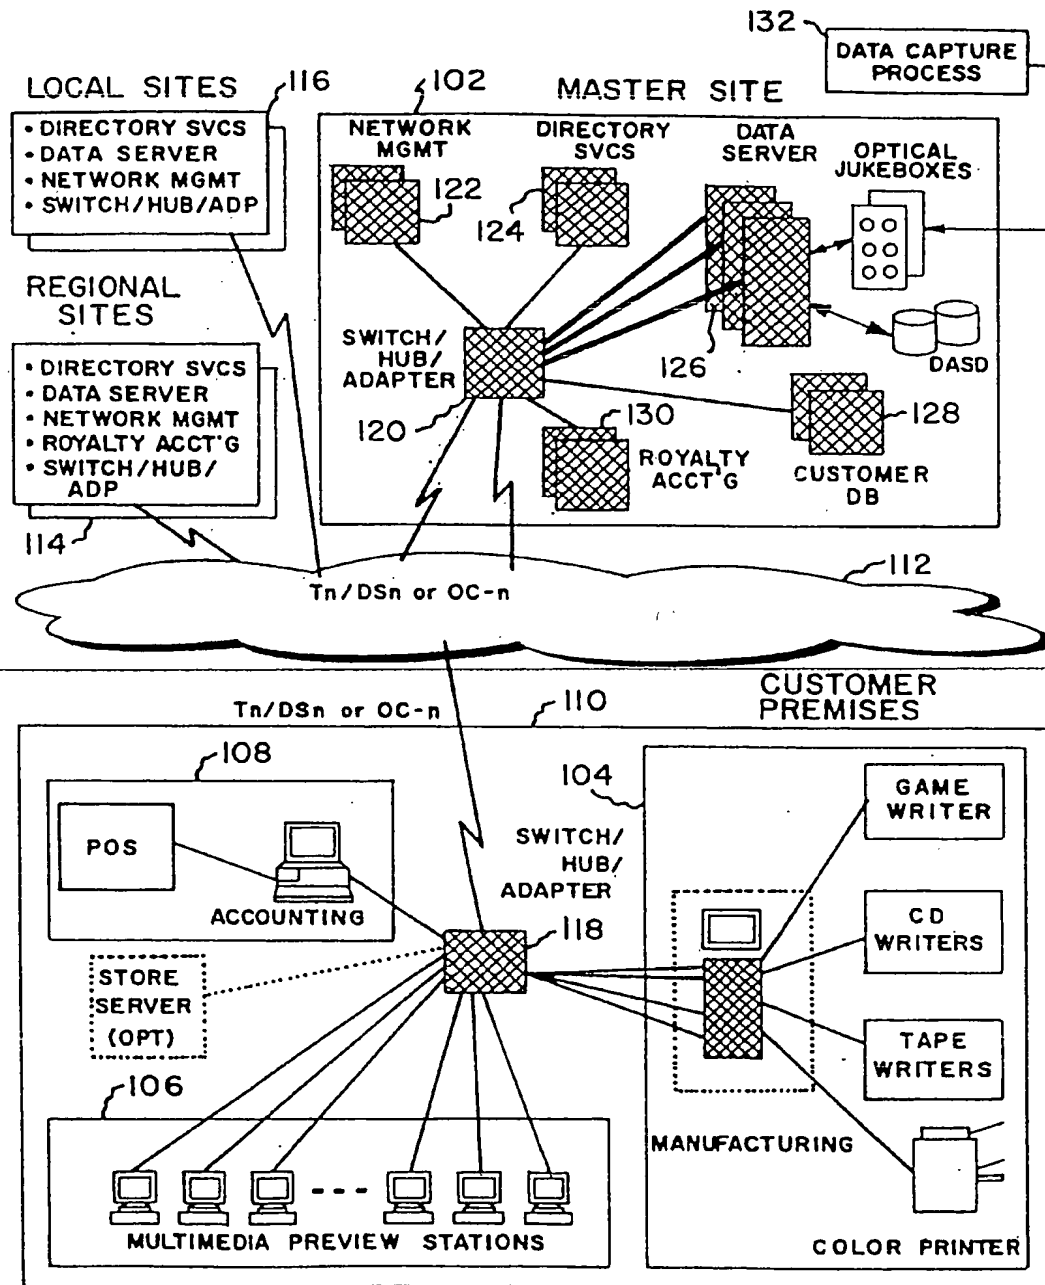 132
DATA CAPTURE
PROCESS
LOCAL SITES
116
• DIRECTORY SVCS
• DATA SERVER
• NETWORK MGMT
• SWITCH/HUB/ADP
REGIONAL
SITES
• DIRECTORY SVCS
• DATA SERVER
• NETWORK MGMT
• ROYALTY ACCT'G
• SWITCH/HUB/
ADP
114
102
MASTER SITE
NETWORK
MGMT
122
DIRECTORY
SVCS
124
DATA
SERVER
126
OPTICAL
JUKEBOXES
DASD
SWITCH/
HUB/
ADAPTER
120
130
ROYALTY
ACCT'G
128
CUSTOMER
DB
112
Tn/DSn or OC-n
CUSTOMER
PREMISES
Tn/DSn or OC-n
110
108
POS
ACCOUNTING
SWITCH/
HUB/
ADAPTER
118
STORE
SERVER
(OPT)
106
MULTIMEDIA PREVIEW STATIONS
104
GAME
WRITER
CD
WRITERS
TAPE
WRITERS
MANUFACTURING
COLOR PRINTER